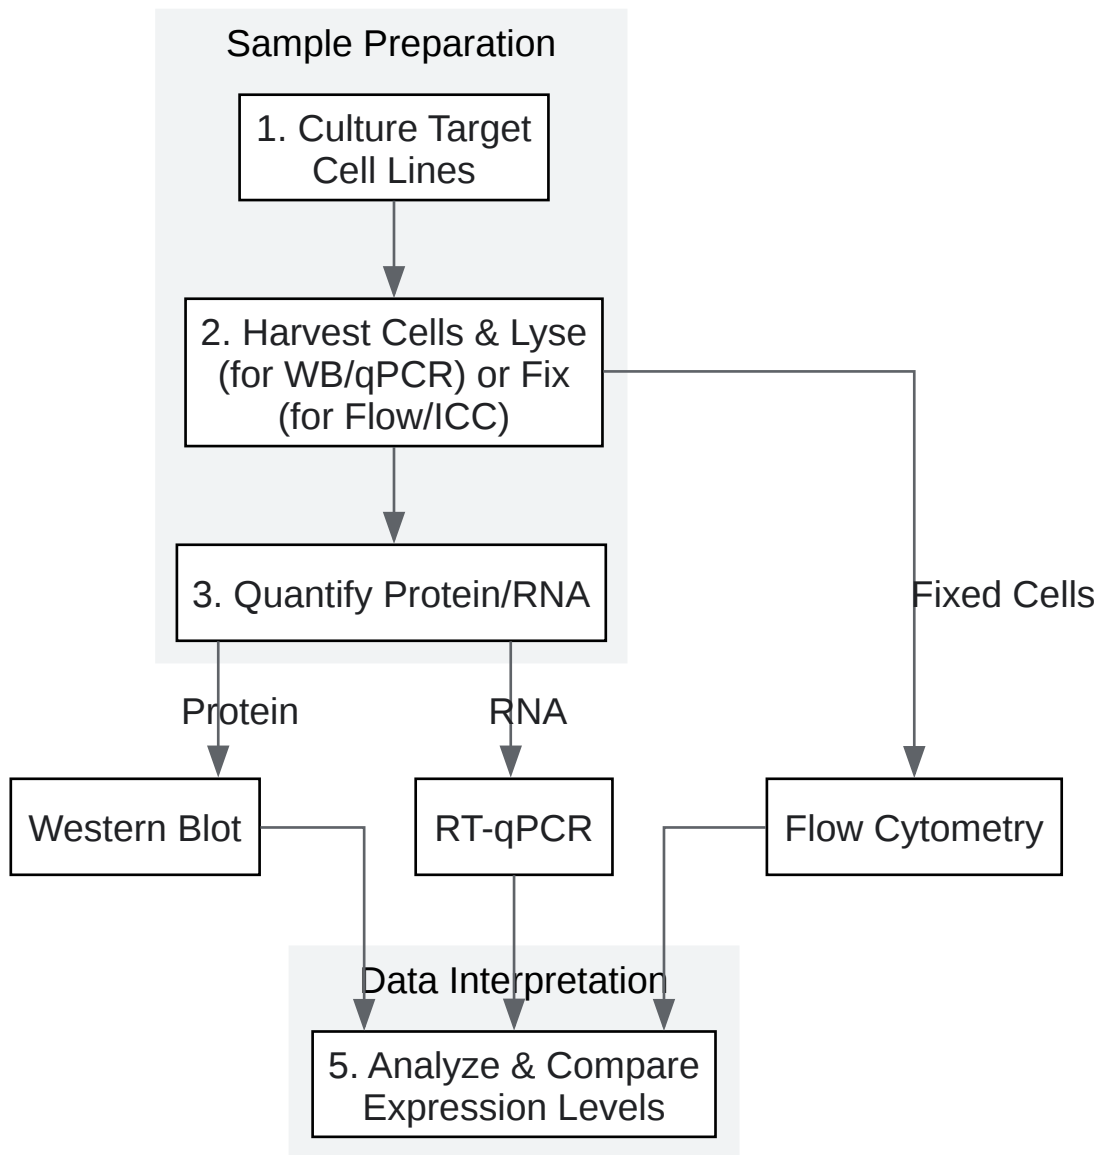 Sample Preparation
1. Culture Target
Cell Lines
2. Harvest Cells & Lyse
(for WB/qPCR) or Fix
(for Flow/ICC)
3. Quantify Protein/RNA
Fixed Cells
Protein
RNA
Western Blot
RT-qPCR
Flow Cytometry
Data Interpretation
5. Analyze & Compare
Expression Levels